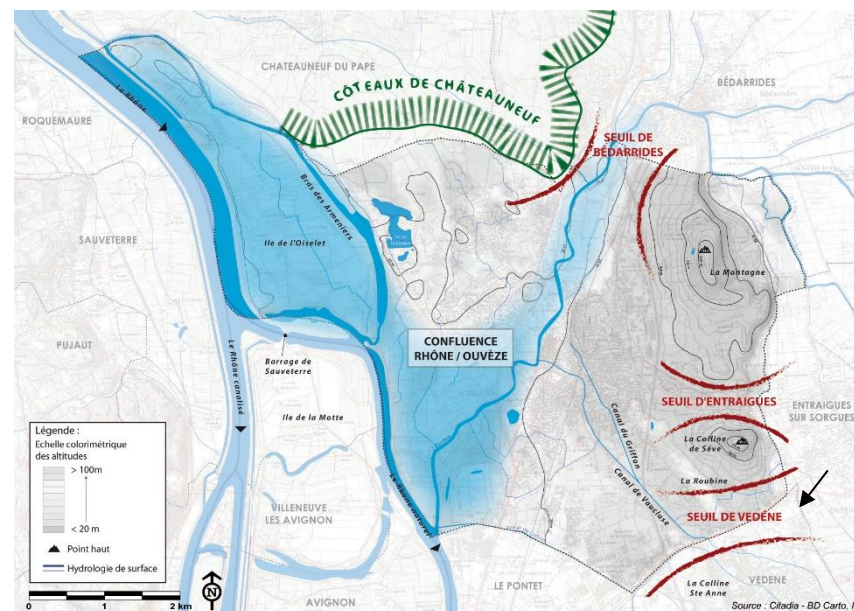 CHATEAUNEUF DU PAPE
CÔTEAUX DE CHÂTEAUNEUF
BÉDARRIDES
Le Rhône
ROQUEMAURE
SEUIL DE
BÉDARRIDES
Bras des Armeniers
SAUVETERRE
Ile de l'Oiselet
La Montagne
CONFLUENCE
RHÔNE / OUVÈZE
PUJAUT
Le Rhône canalisé
Barrage de
Sauveterre
SEUIL D'ENTRAIGUES
ENTRAIGUES
SUR SORGUES
Ile de la Motte
Légende :
Echelle colorimétrique
des altitudes
> 100m
< 20 m
Point haut
Hydrologie de surface
Canal du Griffon
La Colline
de Sève
Le Rhône naturel
Canal de Vaucluse
La Roubine
VILLENEUVE
LES AVIGNON
SEUIL DE VEDÈNE
LE PONTET
VEDENE
La Colline
Ste Anne
AVIGNON
N
0 1 2 km
Source : Citadia - BD Carto